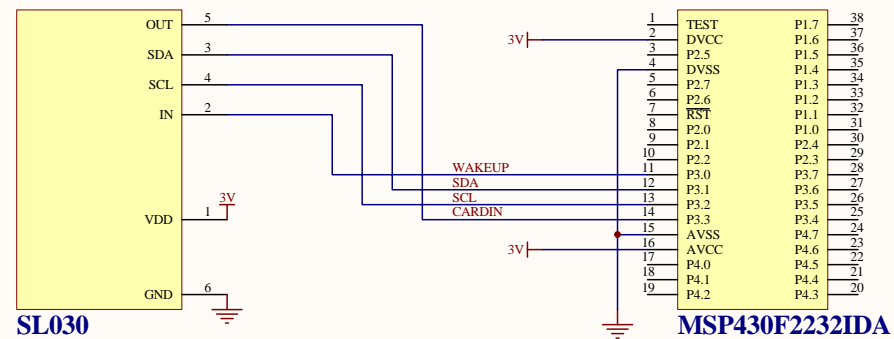 OUT 5
SDA 3
SCL 4
IN 2
VDD 1
3V
GND 6
SL030
WAKEUP
SDA
SCL
CARDIN
3V
3V
1 TEST P1.7 38
2 DVCC P1.6 37
3 P2.5 P1.5 36
4 DVSS P1.4 35
5 P2.7 P1.3 34
6 P2.6 P1.2 33
7 RST P1.1 32
8 P2.0 P1.0 31
9 P2.1 P2.4 30
10 P2.2 P2.3 29
11 P3.0 P3.7 28
12 P3.1 P3.6 27
13 P3.2 P3.5 26
14 P3.3 P3.4 25
15 AVSS P4.7 24
16 AVCC P4.6 23
17 P4.0 P4.5 22
18 P4.1 P4.4 21
19 P4.2 P4.3 20
MSP430F2232IDA